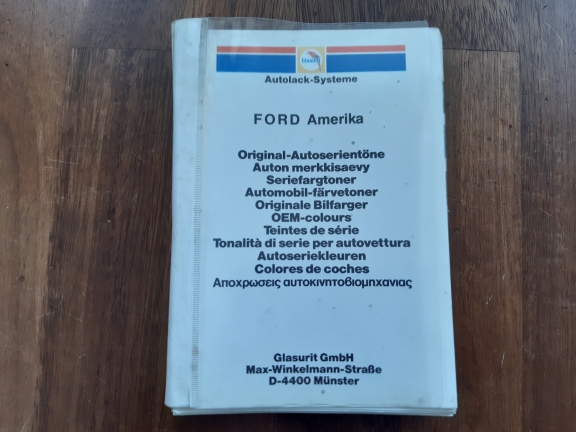 Glasurit
Autolack-Systeme
FORD Amerika
Original-Autoserientöne
Auton merkkisaevy
Seriefargtoner
Automobil-färvetoner
Originale Bilfarger
OEM-colours
Teintes de série
Tonalità di serie per autovettura
Autoseriekleuren
Colores de coches
Αποχρωσεις αυτοκινητοβιομηχανιας
Glasurit GmbH
Max-Winkelmann-Straße
D-4400 Münster